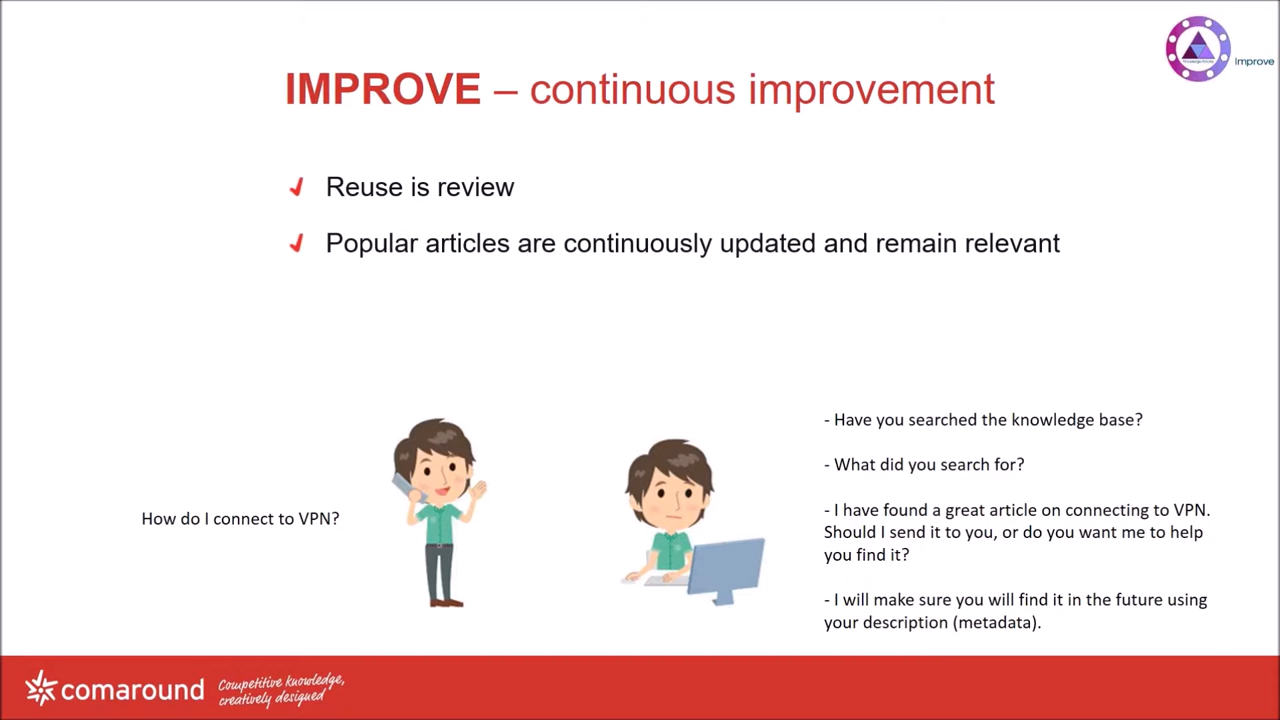 Improve
IMPROVE – continuous improvement
Reuse is review
Popular articles are continuously updated and remain relevant
How do I connect to VPN?
- Have you searched the knowledge base?
- What did you search for?
- I have found a great article on connecting to VPN.
Should I send it to you, or do you want me to help
you find it?
- I will make sure you will find it in the future using
your description (metadata).
comaround
Competitive knowledge,
creatively designed